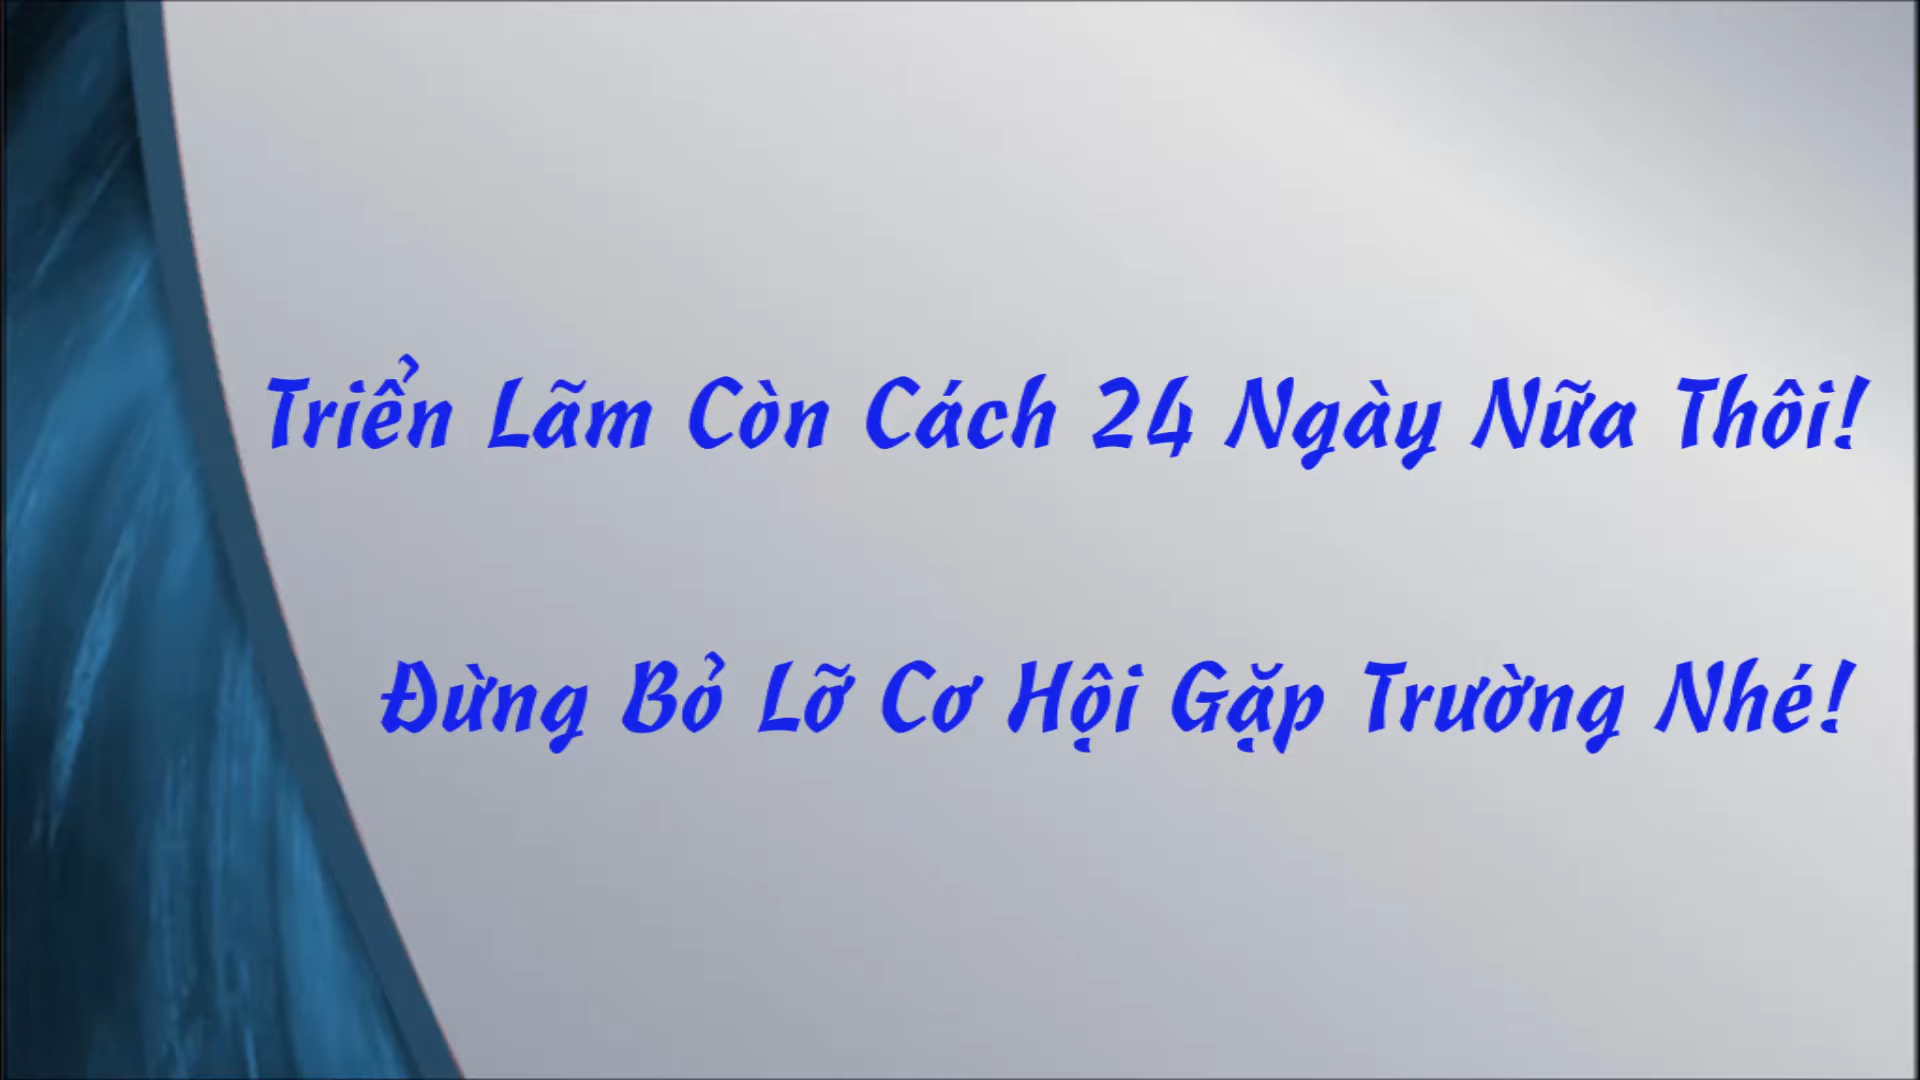 Triển Lãm Còn Cách 24 Ngày Nữa Thôi!
Đừng Bỏ Lỡ Cơ Hội Gặp Trường Nhé!